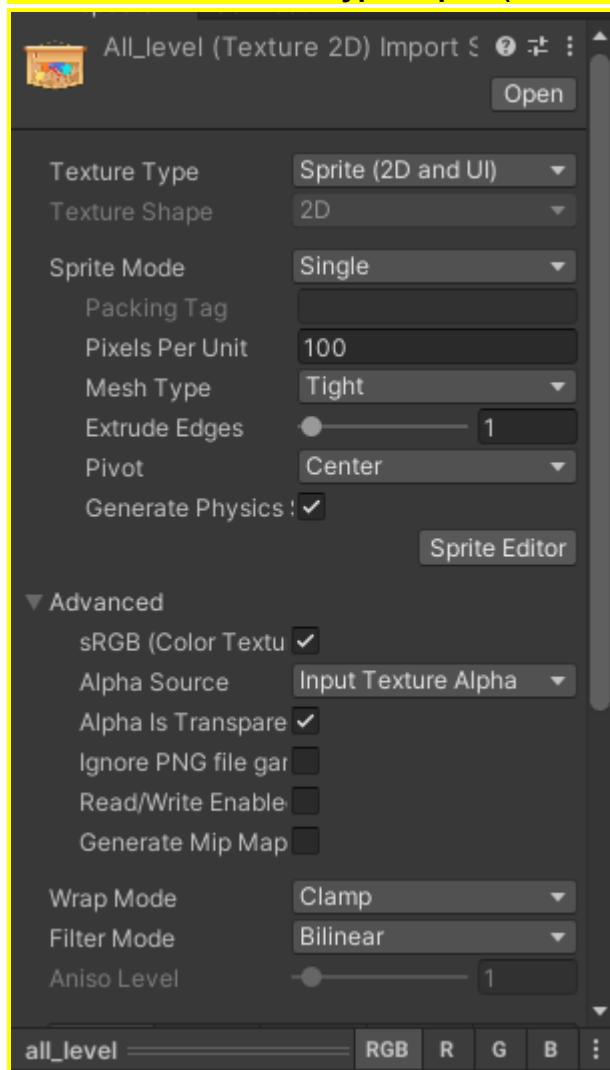 All_level (Texture 2D) Import S
Open
Texture Type Sprite (2D and UI)
Texture Shape 2D
Sprite Mode Single
Packing Tag
Pixels Per Unit 100
Mesh Type Tight
Extrude Edges 1
Pivot Center
Generate Physics
Sprite Editor
Advanced
sRGB (Color Textu
Alpha Source Input Texture Alpha
Alpha Is Transpare
Ignore PNG file gar
Read/Write Enable
Generate Mip Map
Wrap Mode Clamp
Filter Mode Bilinear
Aniso Level 1
all_level RGB R G B